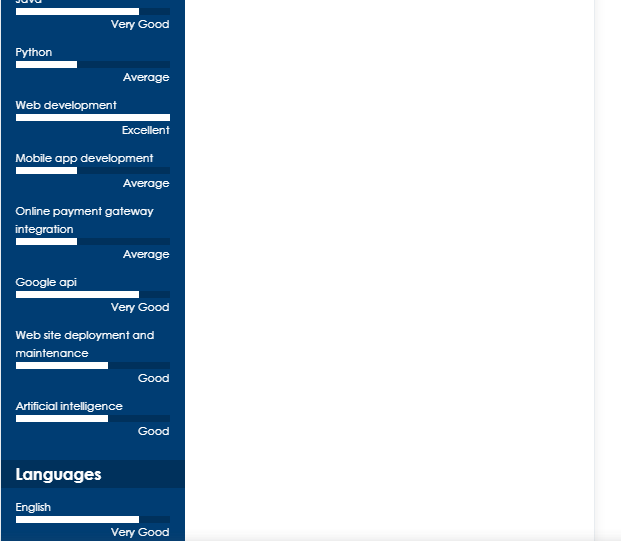 Java
Very Good
Python
Average
Web development
Excellent
Mobile app development
Average
Online payment gateway
integration
Average
Google api
Very Good
Web site deployment and
maintenance
Good
Artificial intelligence
Good
Languages
English
Very Good